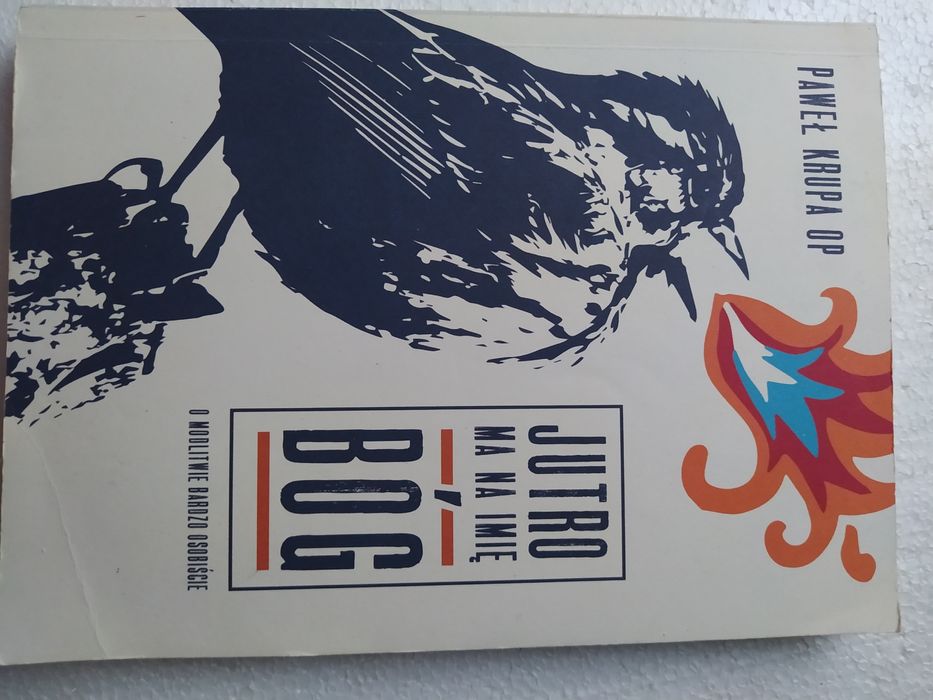 PAWEŁ KRUPA OP
JUTRO
MA NA IMIĘ
BÓG
O MODLITWIE BARDZO OSOBIŚCIE